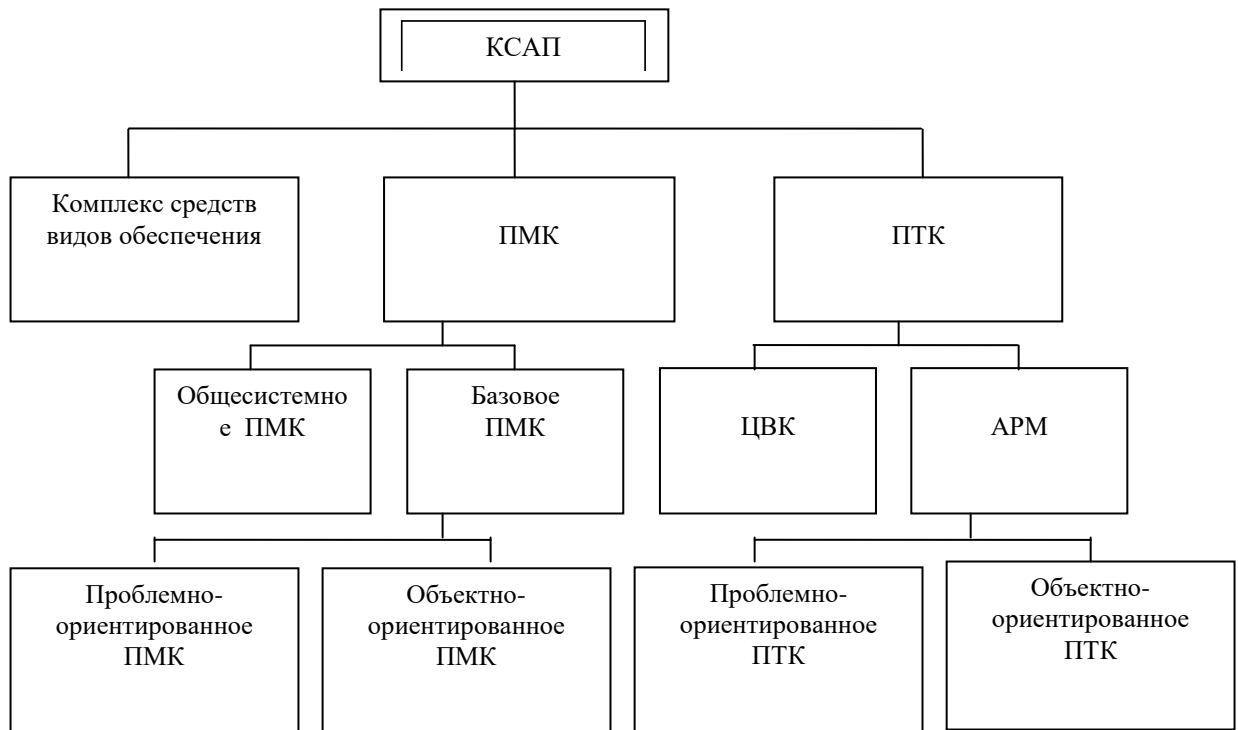 КСАП
Комплекс средств
видов обеспечения
ПМК
ПТК
Общесистемно
е ПМК
Базовое
ПМК
ЦВК
АРМ
Проблемно-
ориентированное
ПМК
Объектно-
ориентированное
ПМК
Проблемно-
ориентированное
ПТК
Объектно-
ориентированное
ПТК